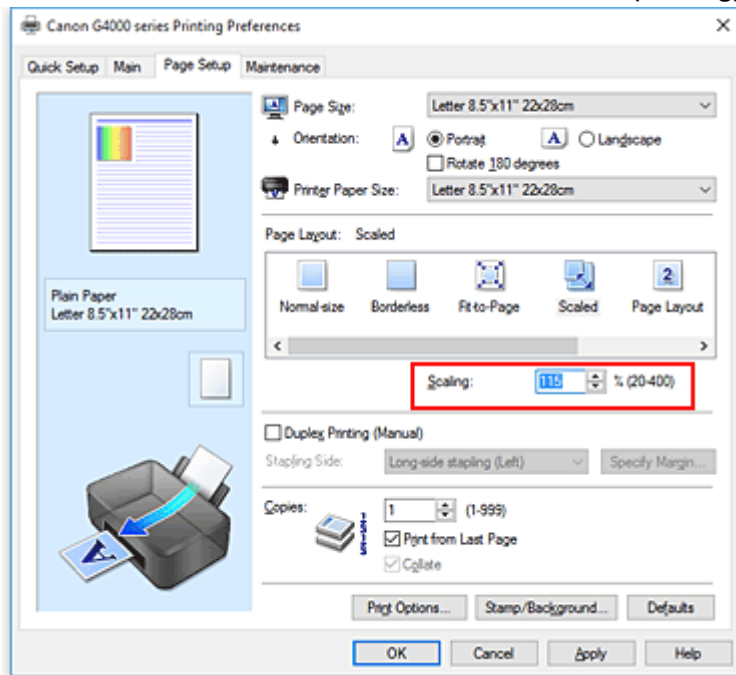 Canon G4000 series Printing Preferences
Quick Setup Main Page Setup Maintenance
Page Size: Letter 8.5"x11" 22x28cm
Orientation: A Portrait A Landscape
Rotate 180 degrees
Printer Paper Size: Letter 8.5"x11" 22x28cm
Page Layout: Scaled
Normal-size Borderless Fit-to-Page Scaled 2 Page Layout
Plain Paper
Letter 8.5"x11" 22x28cm
Scaling: 115 % (20-400)
Duplex Printing (Manual)
Stapling Side: Long-side stapling (Left) Specify Margin...
Copies: 1 (1-999)
Print from Last Page
Collate
A
Print Options... Stamp/Background... Defaults
OK Cancel Apply Help